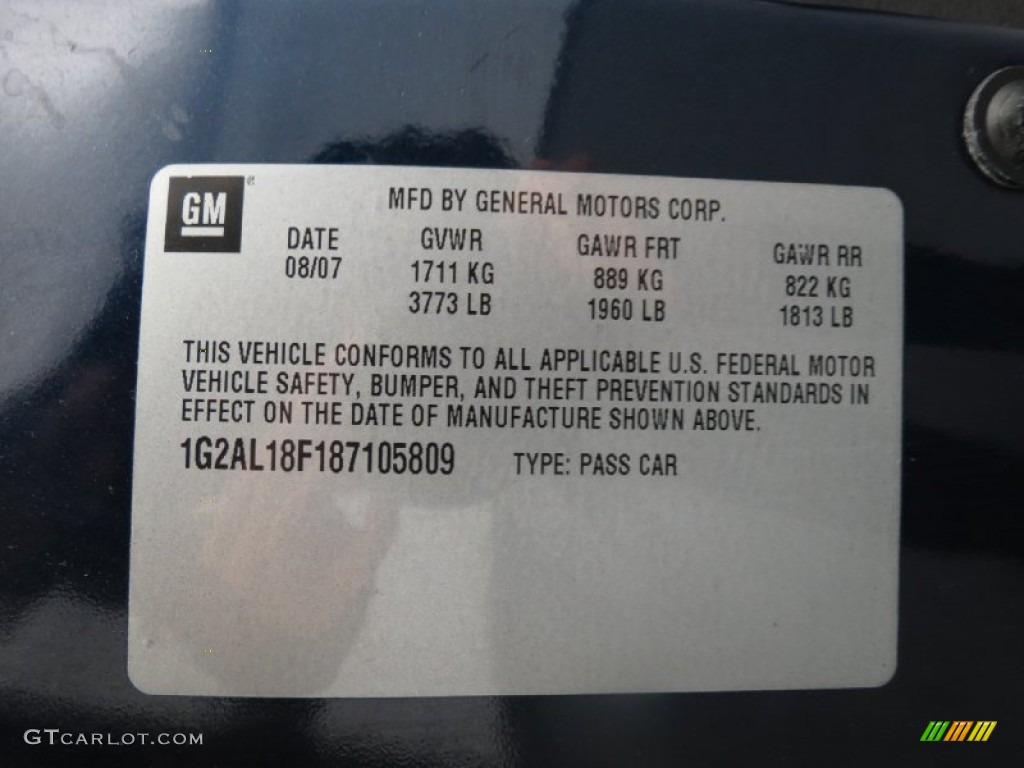 GM
MFD BY GENERAL MOTORS CORP.
DATE GVWR GAWR FRT GAWR RR
08/07 1711 KG 889 KG 822 KG
3773 LB 1960 LB 1813 LB
THIS VEHICLE CONFORMS TO ALL APPLICABLE U.S. FEDERAL MOTOR
VEHICLE SAFETY, BUMPER, AND THEFT PREVENTION STANDARDS IN
EFFECT ON THE DATE OF MANUFACTURE SHOWN ABOVE.
1G2AL18F187105809 TYPE: PASS CAR
GTCARLOT.COM